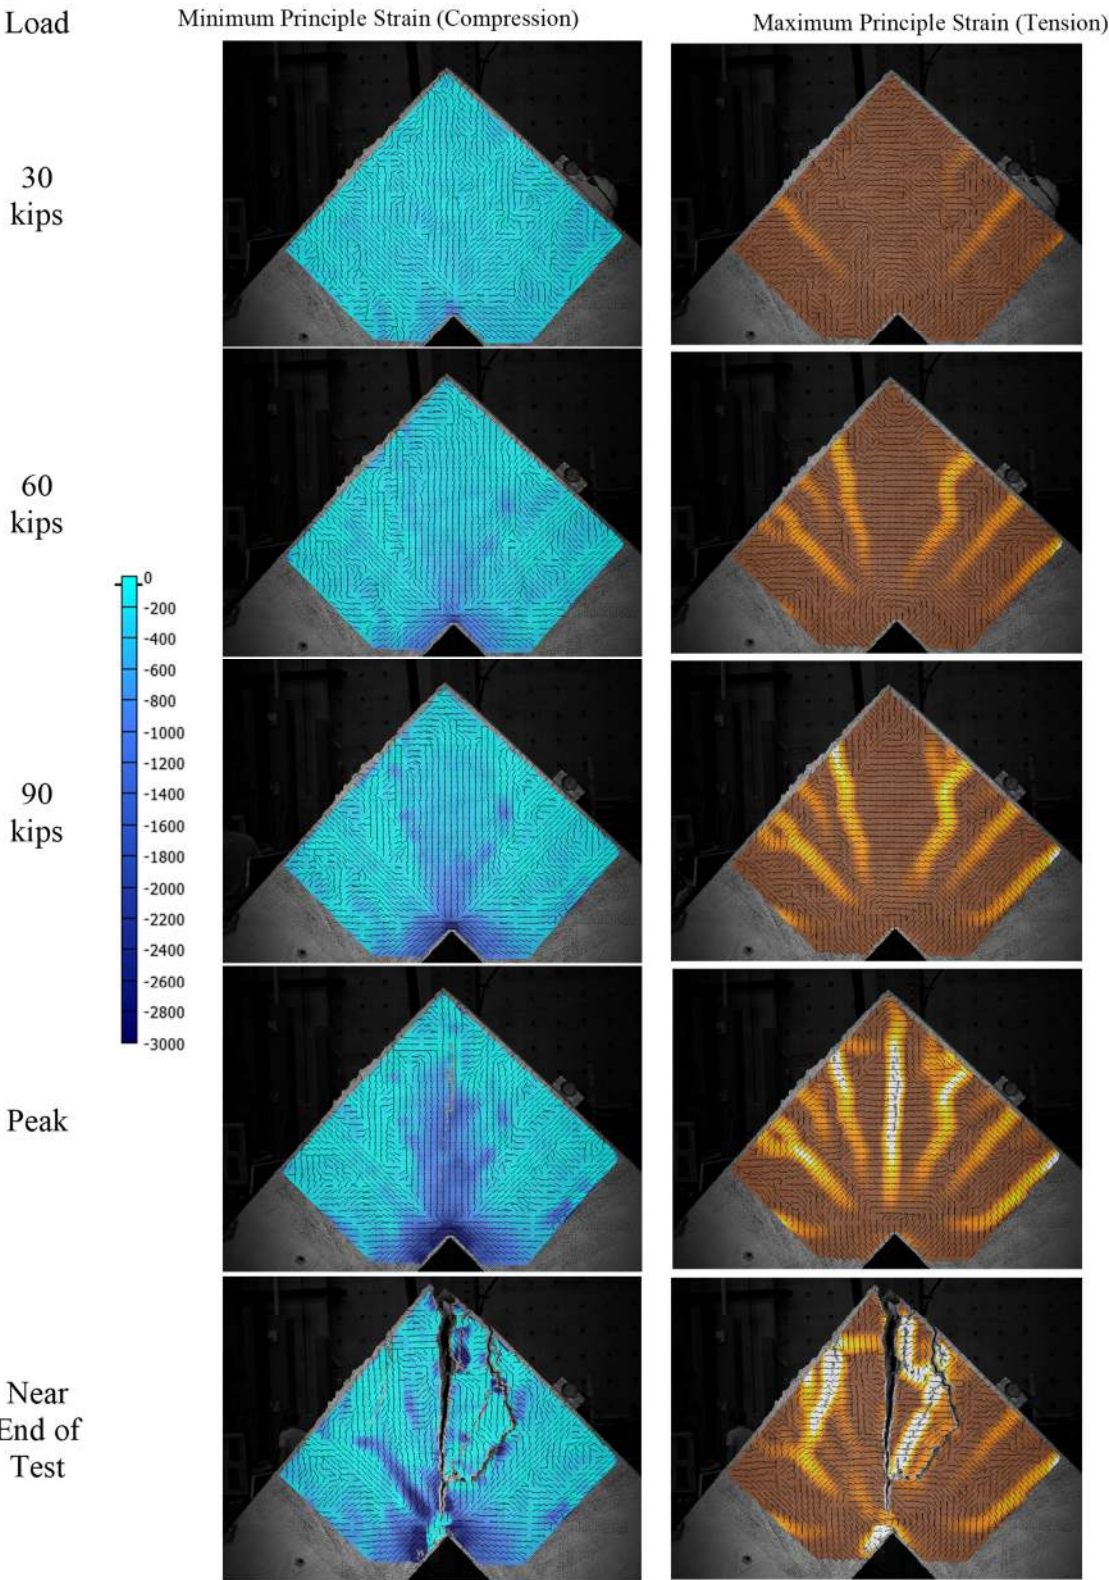 Load
Minimum Principle Strain (Compression)
Maximum Principle Strain (Tension)
30
kips
60
kips
0
-200
-400
-600
-800
-1000
-1200
-1400
-1600
-1800
-2000
-2200
-2400
-2600
-2800
-3000
90
kips
Peak
Near
End of
Test